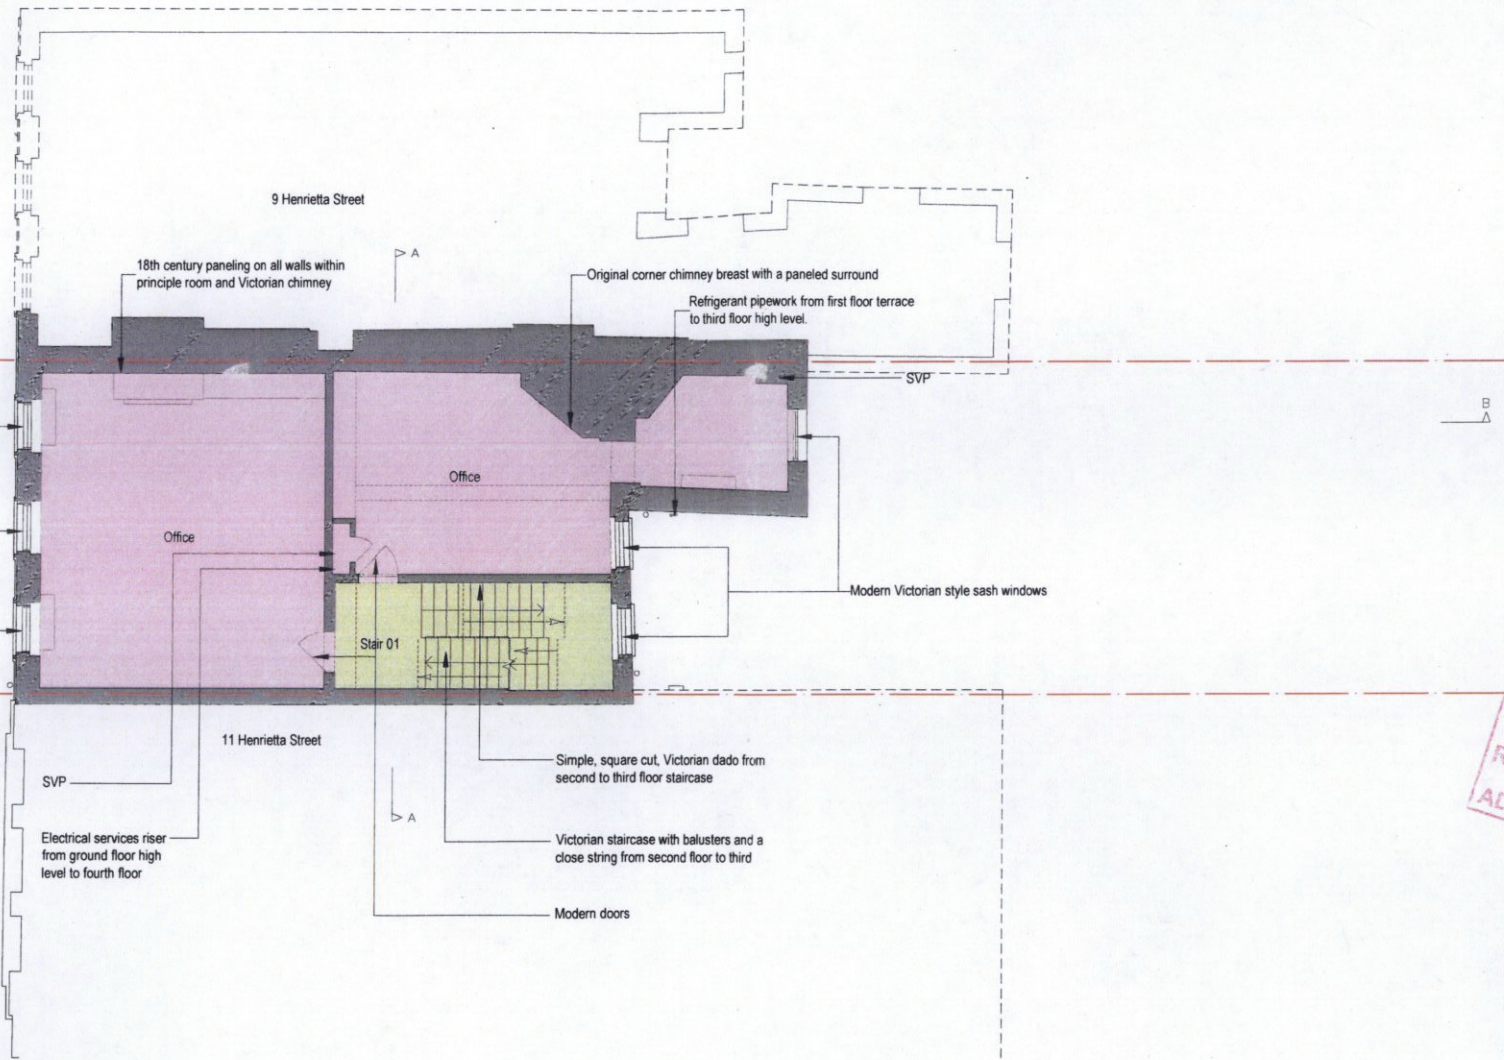 9 Henrietta Street
A
18th century paneling on all walls within
principle room and Victorian chimney
Original corner chimney breast with a paneled surround
Refrigerant pipework from first floor terrace
to third floor high level.
SVP
B
Office
Office
Modern Victorian style sash windows
Stair 01
11 Henrietta Street
Simple, square cut, Victorian dado from
second to third floor staircase
SVP
A
Electrical services riser
from ground floor high
level to fourth floor
Victorian staircase with balusters and a
close string from second floor to third
Modern doors